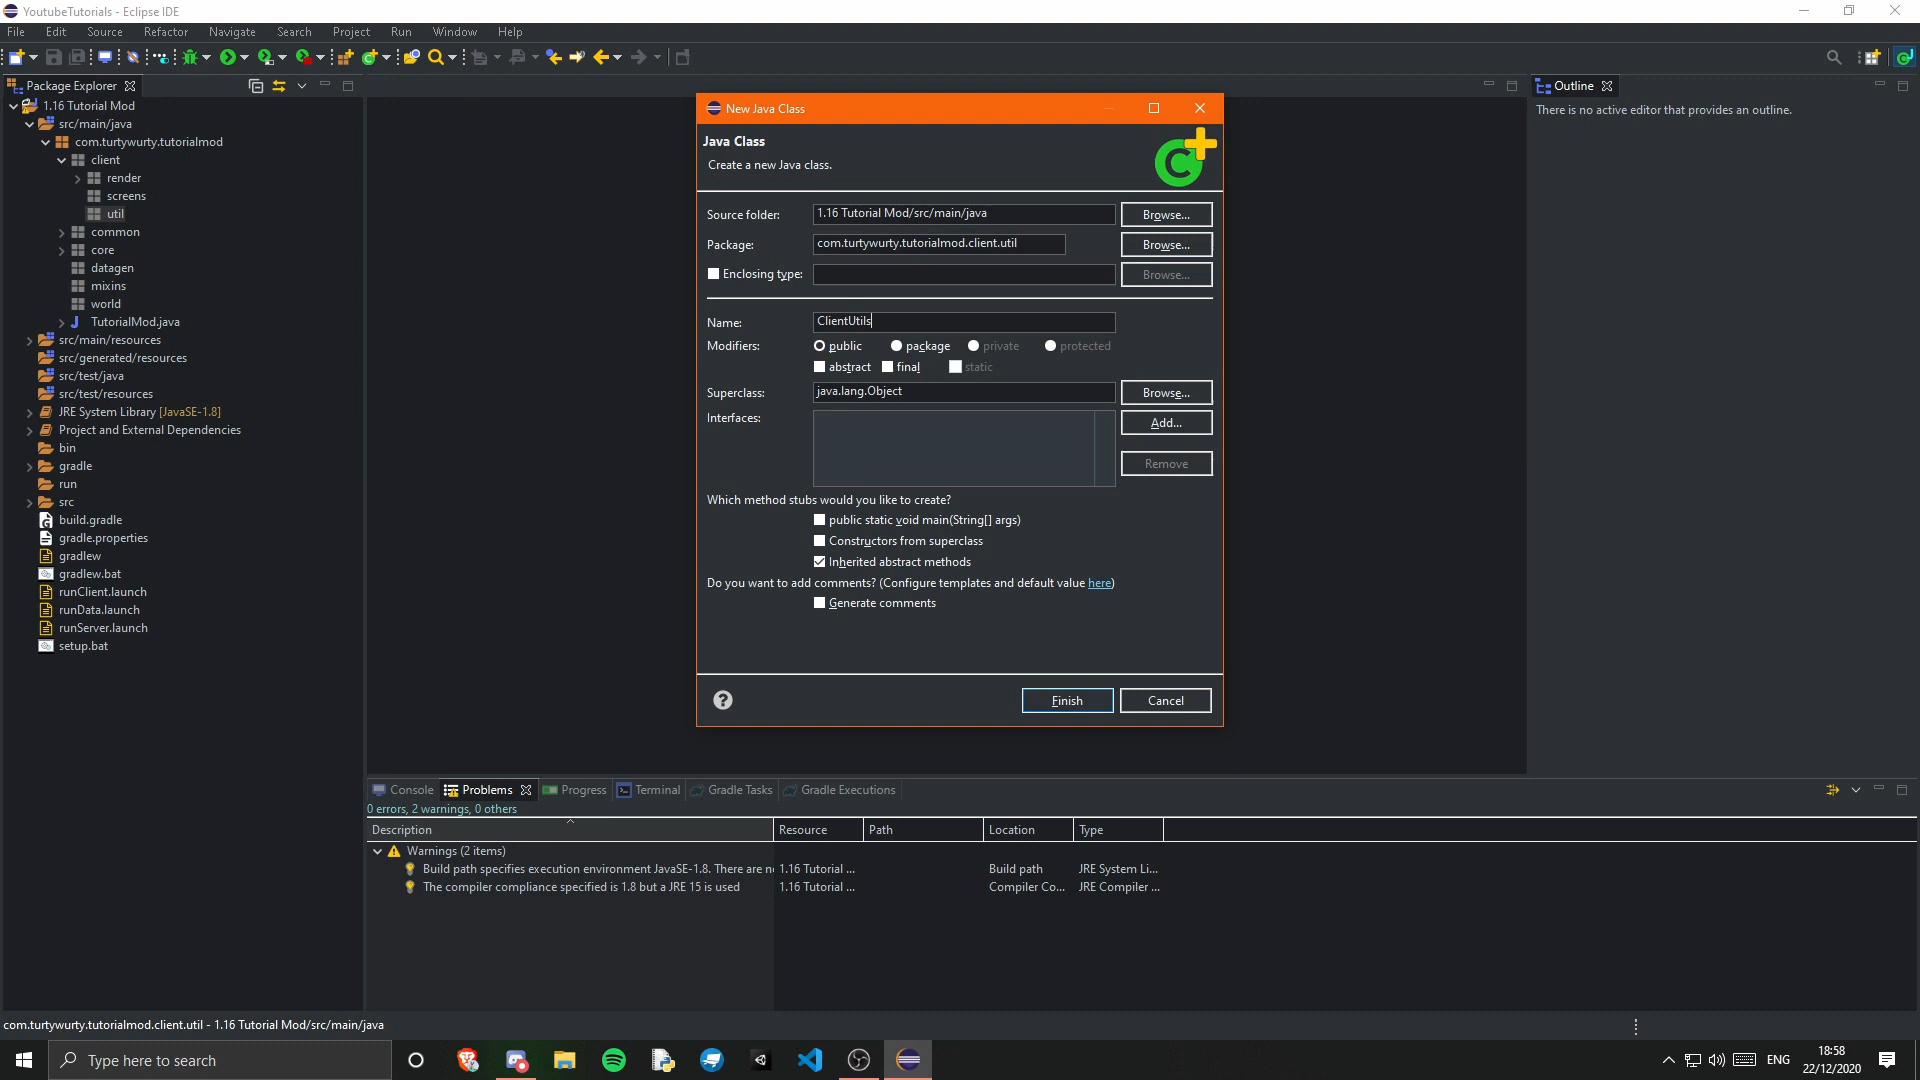 YoutubeTutorials - Eclipse IDE
File Edit Source Refactor Navigate Search Project Run Window Help
Package Explorer
1.16 Tutorial Mod
src/main/java
com.turtywurty.tutorialmod
client
render
screens
util
common
core
datagen
mixins
world
TutorialMod.java
src/main/resources
src/generated/resources
src/test/java
src/test/resources
JRE System Library [JavaSE-1.8]
Project and External Dependencies
bin
gradle
run
src
build.gradle
gradle.properties
gradlew
gradlew.bat
runClient.launch
runData.launch
runServer.launch
setup.bat
New Java Class
Java Class
Create a new Java class.
Source folder: 1.16 Tutorial Mod/src/main/java Browse...
Package: com.turtywurty.tutorialmod.client.util Browse...
Enclosing type: Browse...
Name: ClientUtils
Modifiers: public package private protected
abstract final static
Superclass: java.lang.Object Browse...
Interfaces: Add...
Remove
Which method stubs would you like to create?
public static void main(String[] args)
Constructors from superclass
Inherited abstract methods
Do you want to add comments? (Configure templates and default value here)
Generate comments
Finish Cancel
Outline
There is no active editor that provides an outline.
Console Problems Progress Terminal Gradle Tasks Gradle Executions
0 errors, 2 warnings, 0 others
Description Resource Path Location Type
Warnings (2 items)
Build path specifies execution environment JavaSE-1.8. There are 1.16 Tutorial ... Build path JRE System Li...
The compiler compliance specified is 1.8 but a JRE 15 is used 1.16 Tutorial ... Compiler Co... JRE Compiler ...
com.turtywurty.tutorialmod.client.util - 1.16 Tutorial Mod/src/main/java
Type here to search
ENG
18:58
22/12/2020